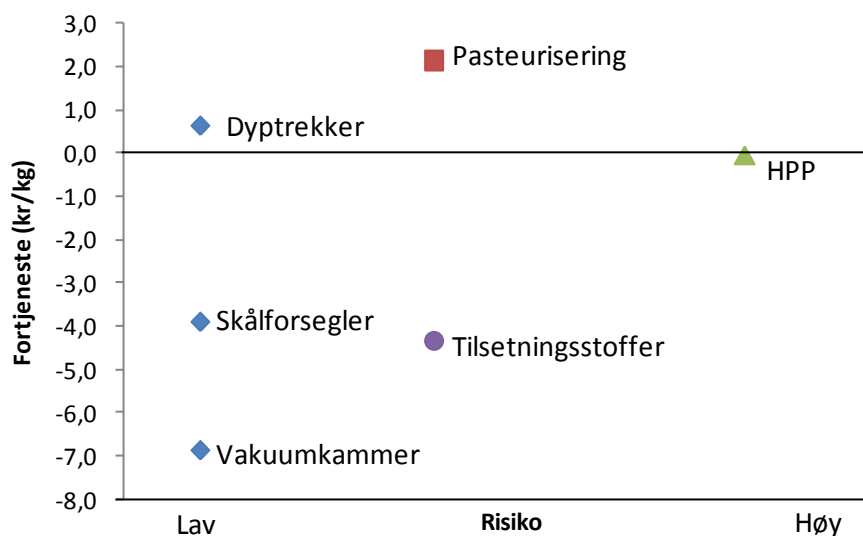 3,0
2,0
1,0
0,0
-1,0
-2,0
-3,0
-4,0
-5,0
-6,0
-7,0
-8,0
Fortjeneste (kr/kg)
Pasteurisering
Dyptrekker
HPP
Skålforsegler
Tilsetningsstoffer
Vakuumkammer
Lav
Risiko
Høy